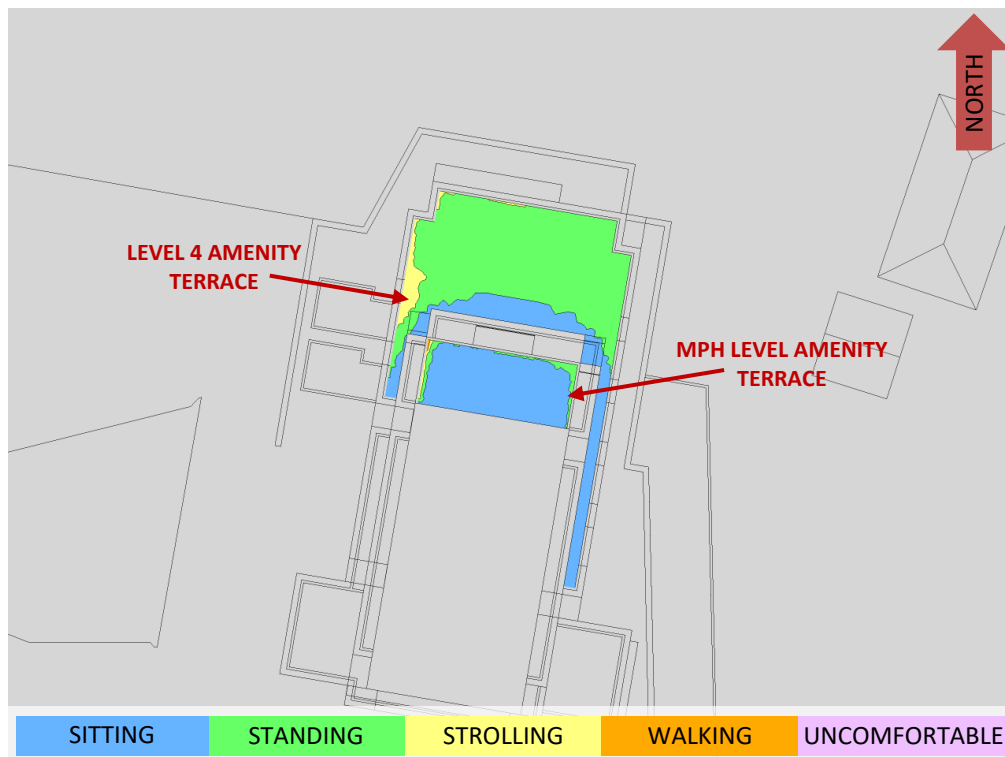 NORTH
LEVEL 4 AMENITY
TERRACE
MPH LEVEL AMENITY
TERRACE
SITTING
STANDING
STROLLING
WALKING
UNCOMFORTABLE